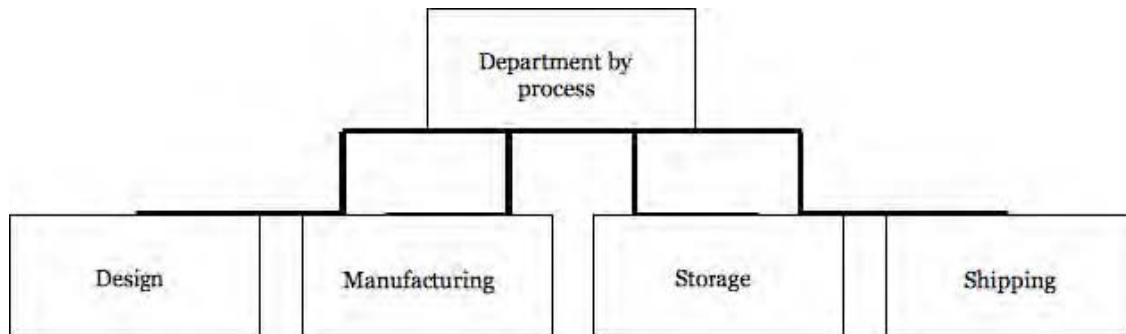 Department by
process
Design
Manufacturing
Storage
Shipping